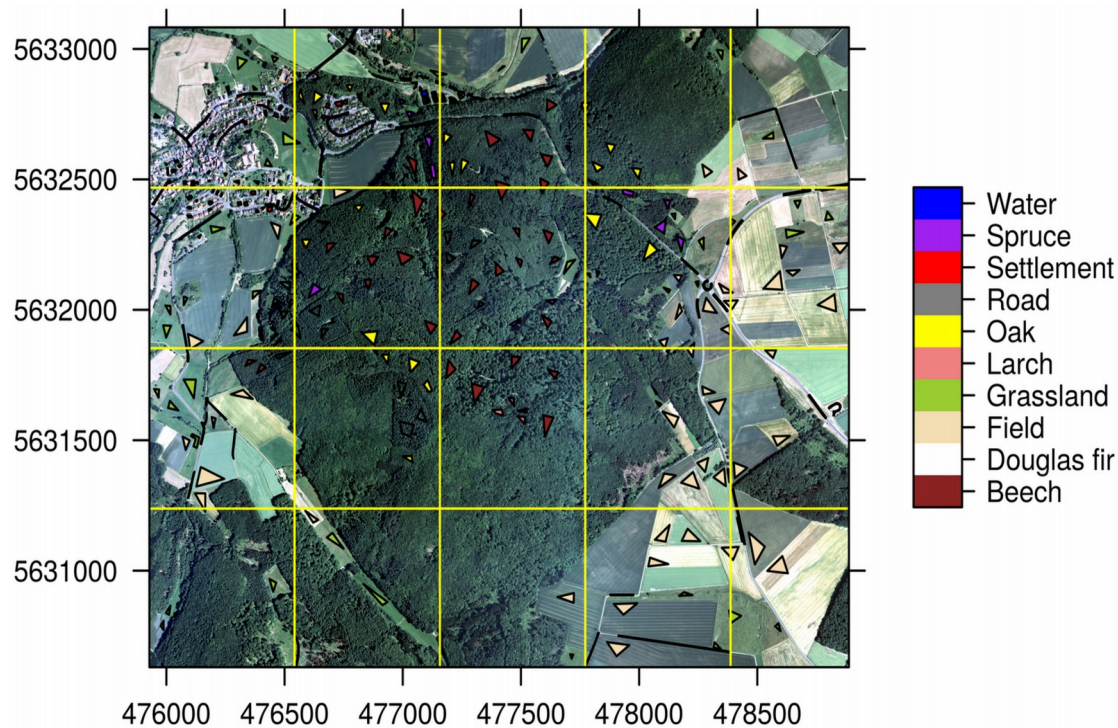 5633000
5632500
5632000
5631500
5631000
476000 476500 477000 477500 478000 478500
Water
Spruce
Settlement
Road
Oak
Larch
Grassland
Field
Douglas fir
Beech